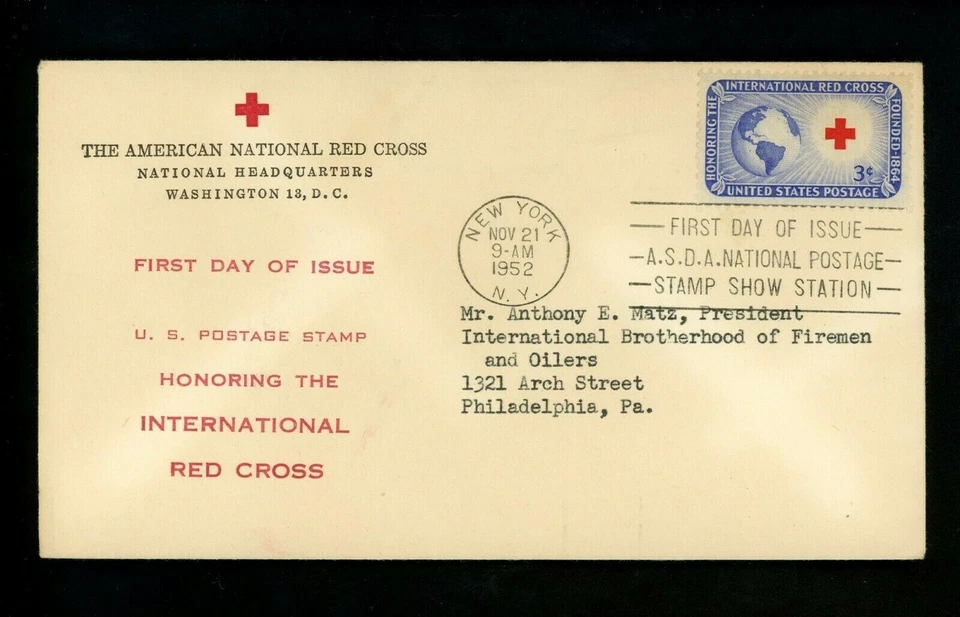 THE AMERICAN NATIONAL RED CROSS
NATIONAL HEADQUARTERS
WASHINGTON 13, D. C.
FIRST DAY OF ISSUE
U. S. POSTAGE STAMP
HONORING THE
INTERNATIONAL
RED CROSS
HONORING THE
INTERNATIONAL RED CROSS
FOUNDED-1864
3¢
UNITED STATES POSTAGE
NEW YORK
NOV 21
9-AM
1952
N. Y.
FIRST DAY OF ISSUE
A.S.D.A. NATIONAL POSTAGE
STAMP SHOW STATION
Mr. Anthony E. Matz, President
International Brotherhood of Firemen
and Oilers
1321 Arch Street
Philadelphia, Pa.